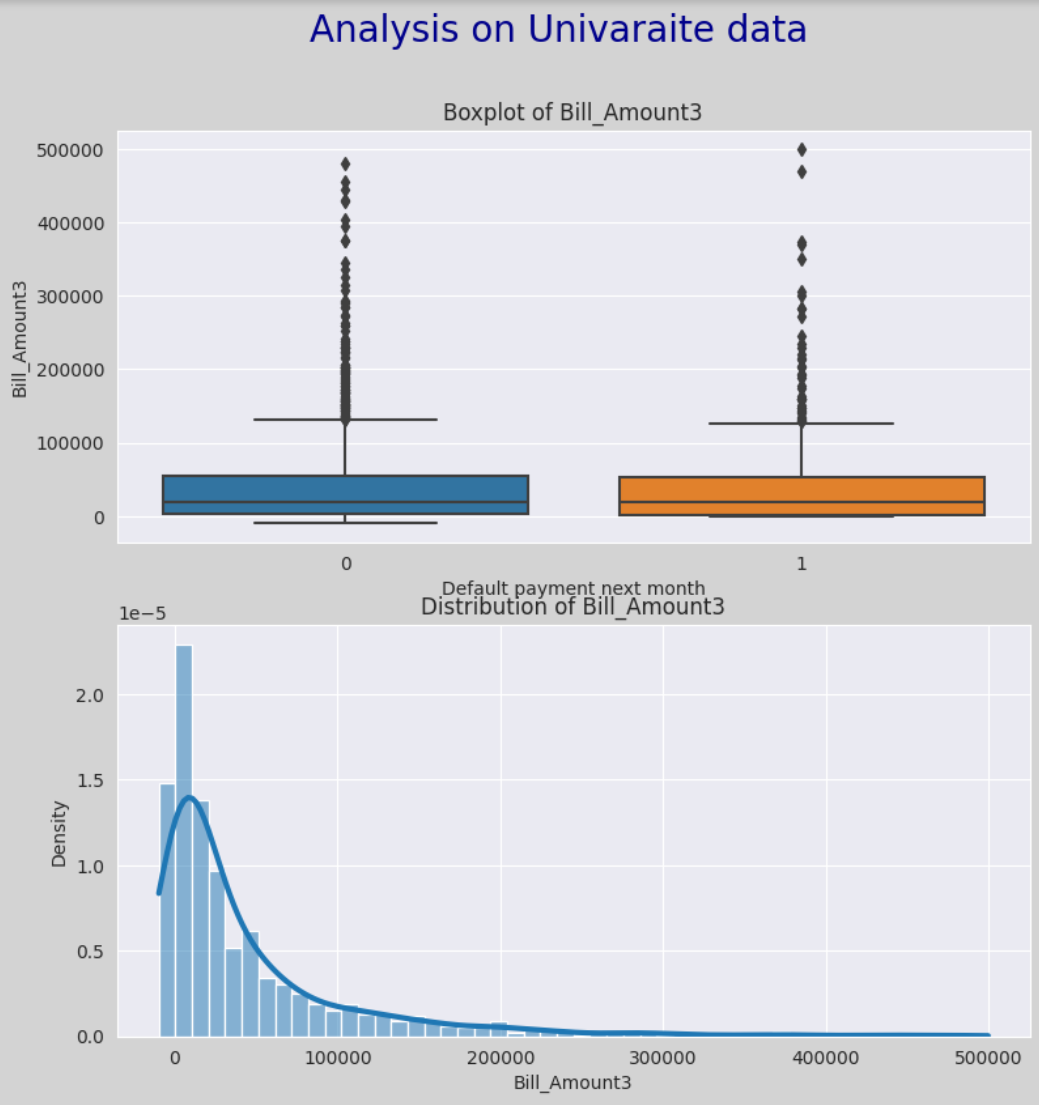 Analysis on Univaraite data
Boxplot of Bill_Amount3
500000
400000
300000
200000
100000
0
Bill_Amount3
0 1
Default payment next month
Distribution of Bill_Amount3
1e−5
2.0
1.5
1.0
0.5
0.0
Density
0 100000 200000 300000 400000 500000
Bill_Amount3